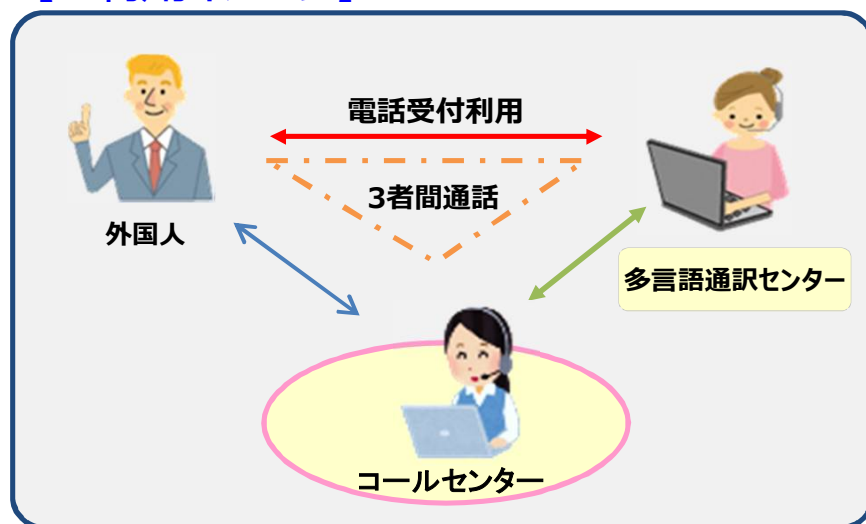 電話受付利用
3者間通話
外国人
多言語通訳センター
コールセンター